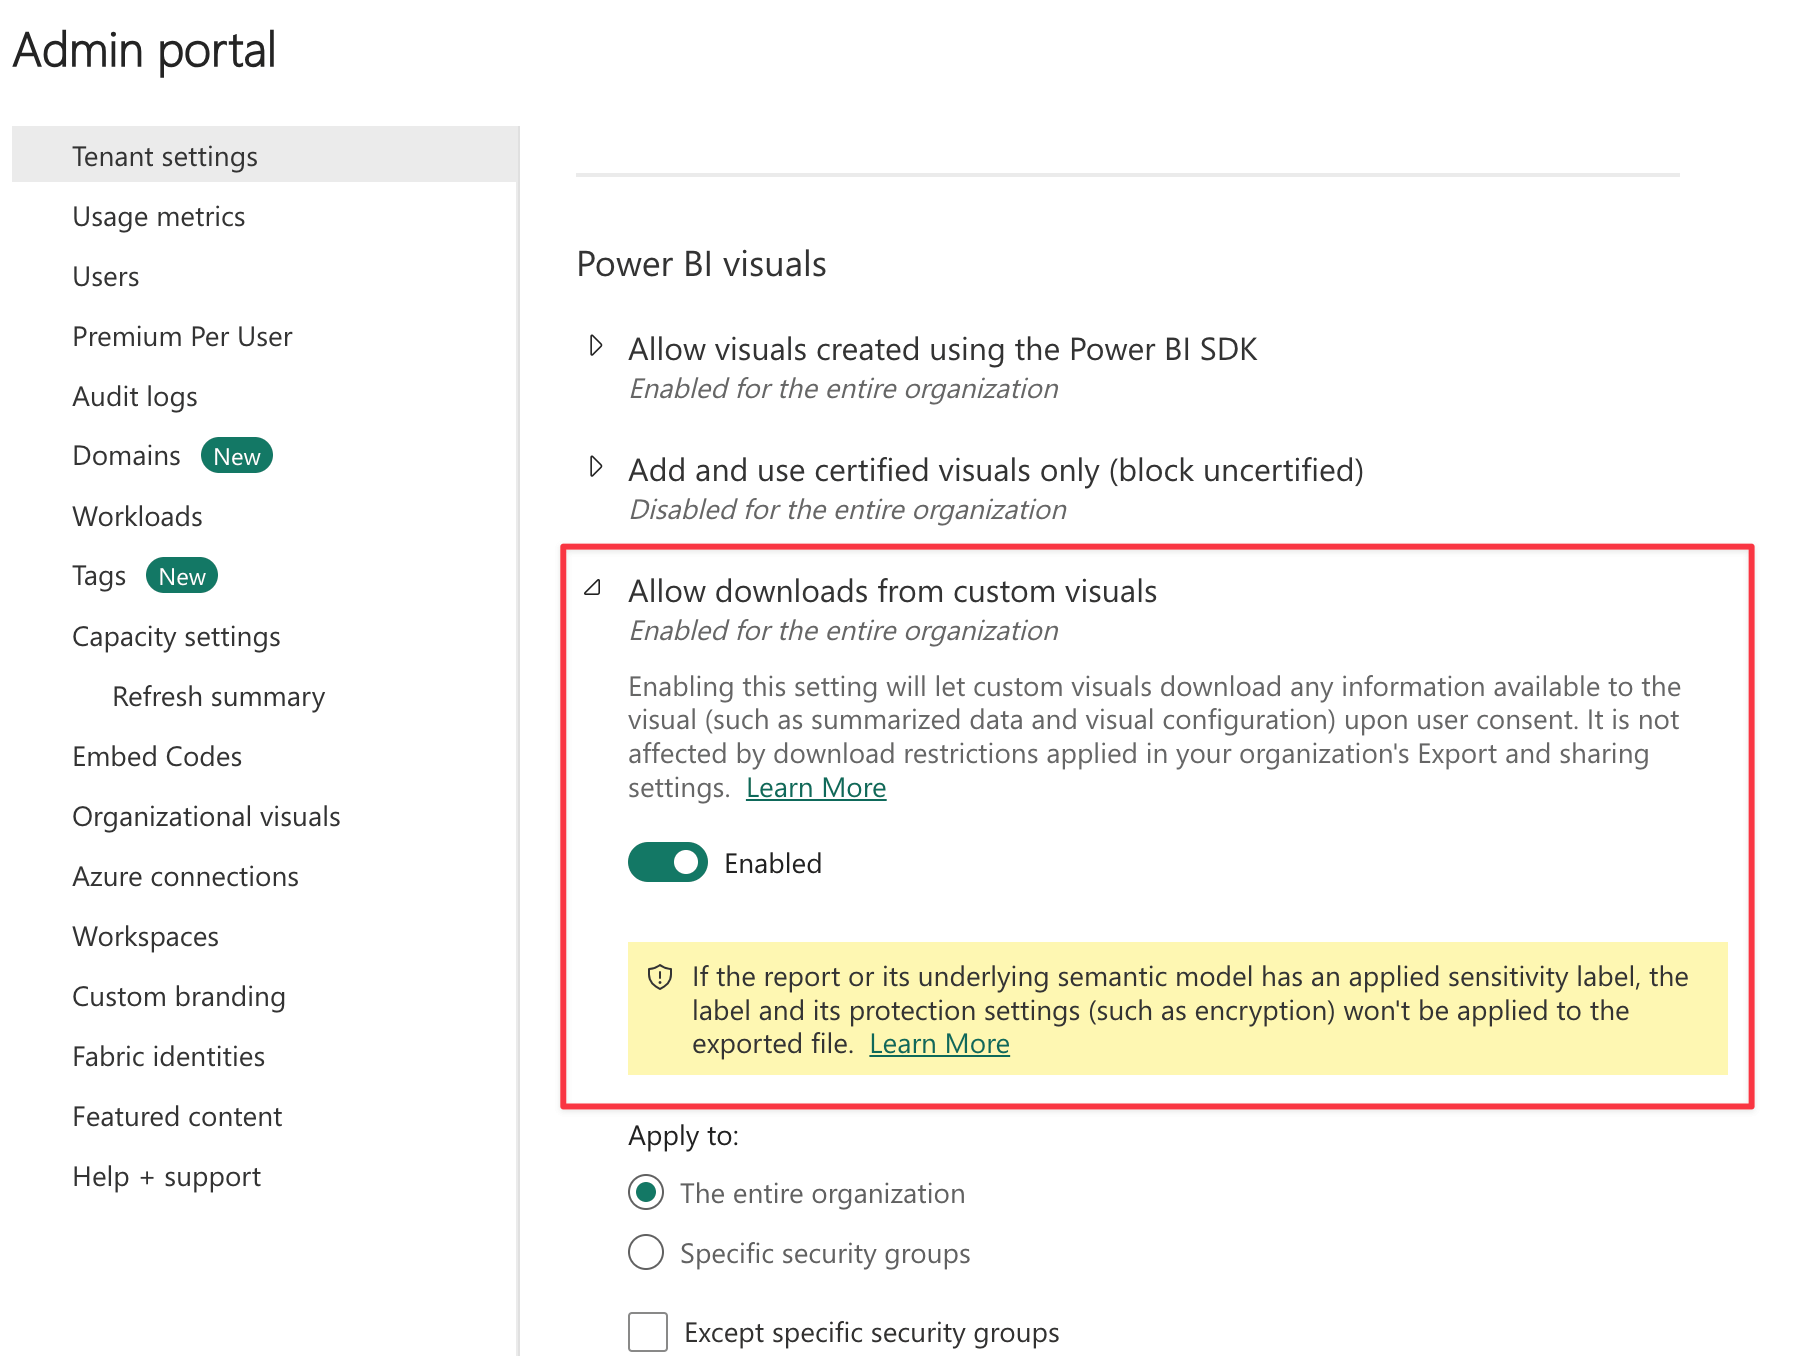 Admin portal
Tenant settings
Usage metrics
Users
Premium Per User
Audit logs
Domains New
Workloads
Tags New
Capacity settings
Refresh summary
Embed Codes
Organizational visuals
Azure connections
Workspaces
Custom branding
Fabric identities
Featured content
Help + support
Power BI visuals
Allow visuals created using the Power BI SDK
Enabled for the entire organization
Add and use certified visuals only (block uncertified)
Disabled for the entire organization
Allow downloads from custom visuals
Enabled for the entire organization
Enabling this setting will let custom visuals download any information available to the
visual (such as summarized data and visual configuration) upon user consent. It is not
affected by download restrictions applied in your organization's Export and sharing
settings. Learn More
Enabled
If the report or its underlying semantic model has an applied sensitivity label, the
label and its protection settings (such as encryption) won't be applied to the
exported file. Learn More
Apply to:
The entire organization
Specific security groups
Except specific security groups